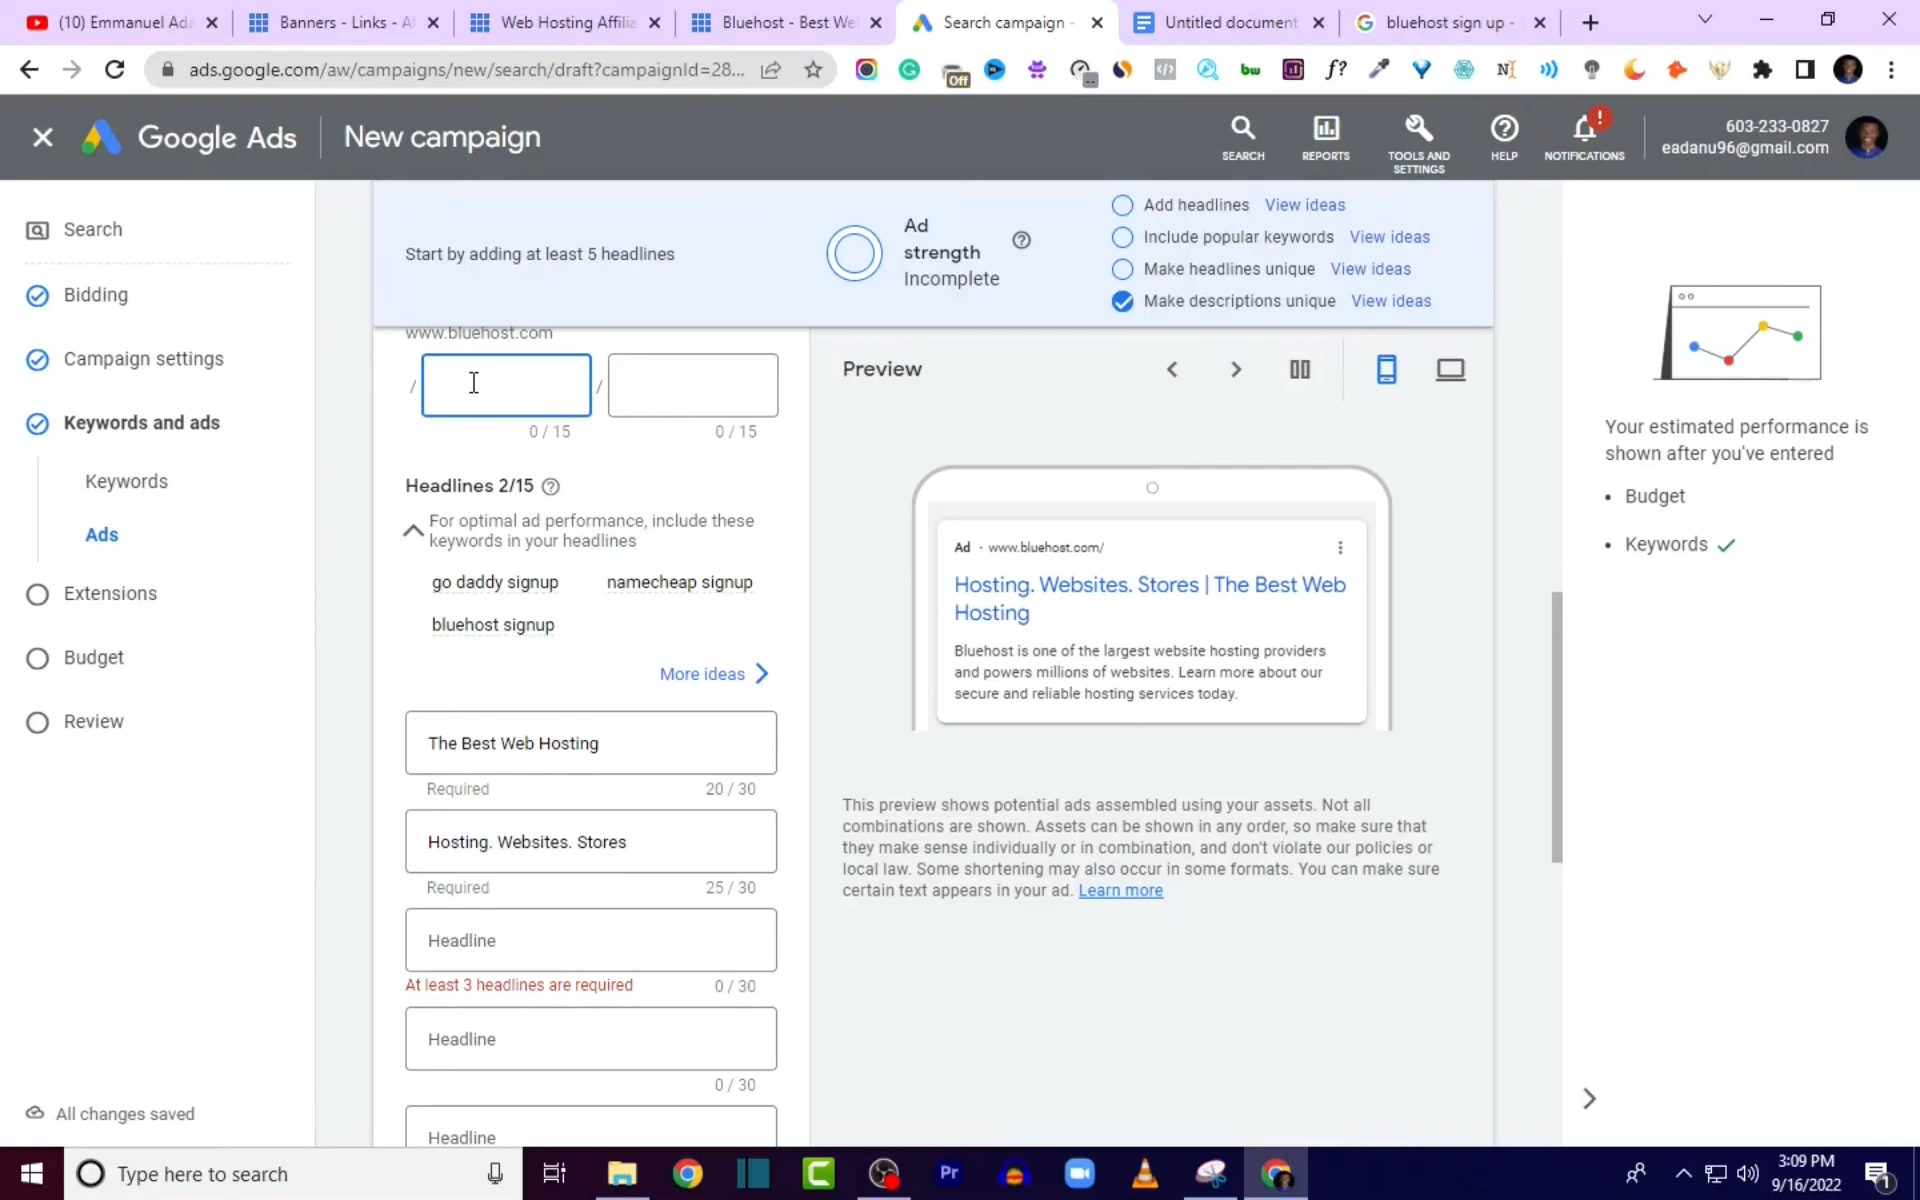 (10) Emmanuel Ada
Banners - Links - A
Web Hosting Affilia
Bluehost - Best We
Search campaign -
Untitled document
bluehost sign up -
ads.google.com/aw/campaigns/new/search/draft?campaignId=28...
Off
bw
f?
Google Ads
New campaign
SEARCH
REPORTS
TOOLS AND
SETTINGS
HELP
NOTIFICATIONS
603-233-0827
eadanu96@gmail.com
Search
Bidding
Campaign settings
Keywords and ads
Keywords
Ads
Extensions
Budget
Review
All changes saved
Start by adding at least 5 headlines
Ad
strength
Incomplete
Add headlines View ideas
Include popular keywords View ideas
Make headlines unique View ideas
Make descriptions unique View ideas
www.bluehost.com
/ /
0 / 15 0 / 15
Headlines 2/15
For optimal ad performance, include these
keywords in your headlines
go daddy signup namecheap signup
bluehost signup
More ideas
The Best Web Hosting
Required 20 / 30
Hosting. Websites. Stores
Required 25 / 30
Headline
At least 3 headlines are required 0 / 30
Headline
0 / 30
Headline
Preview
Ad · www.bluehost.com/
Hosting. Websites. Stores | The Best Web
Hosting
Bluehost is one of the largest website hosting providers
and powers millions of websites. Learn more about our
secure and reliable hosting services today.
This preview shows potential ads assembled using your assets. Not all
combinations are shown. Assets can be shown in any order, so make sure that
they make sense individually or in combination, and don't violate our policies or
local law. Some shortening may also occur in some formats. You can make sure
certain text appears in your ad. Learn more
Your estimated performance is
shown after you've entered
• Budget
• Keywords
Type here to search
Pr
3:09 PM
9/16/2022
1